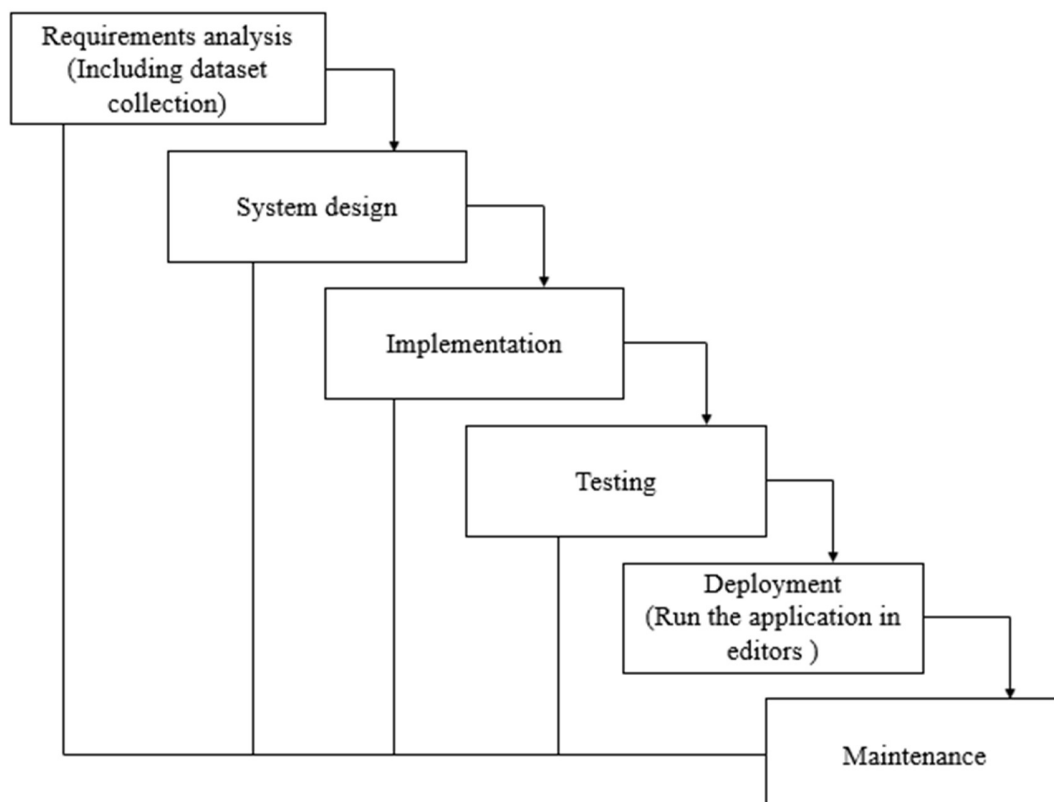 Requirements analysis
(Including dataset
collection)
System design
Implementation
Testing
Deployment
(Run the application in
editors )
Maintenance